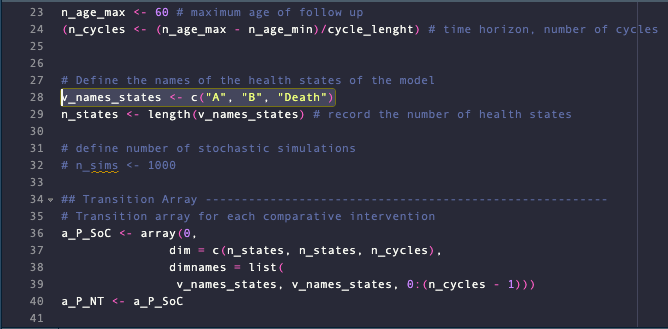 23 n_age_max <- 60 # maximum age of follow up
24 (n_cycles <- (n_age_max - n_age_min)/cycle_lenght) # time horizon, number of cycles
25
26
27 # Define the names of the health states of the model
28 v_names_states <- c("A", "B", "Death")
29 n_states <- length(v_names_states) # record the number of health states
30
31 # define number of stochastic simulations
32 # n_sims <- 1000
33
34 ## Transition Array ------------------------------------------------------------
35 # Transition array for each comparative intervention
36 a_P_SoC <- array(0,
37 dim = c(n_states, n_states, n_cycles),
38 dimnames = list(
39 v_names_states, v_names_states, 0:(n_cycles - 1)))
40 a_P_NT <- a_P_SoC
41